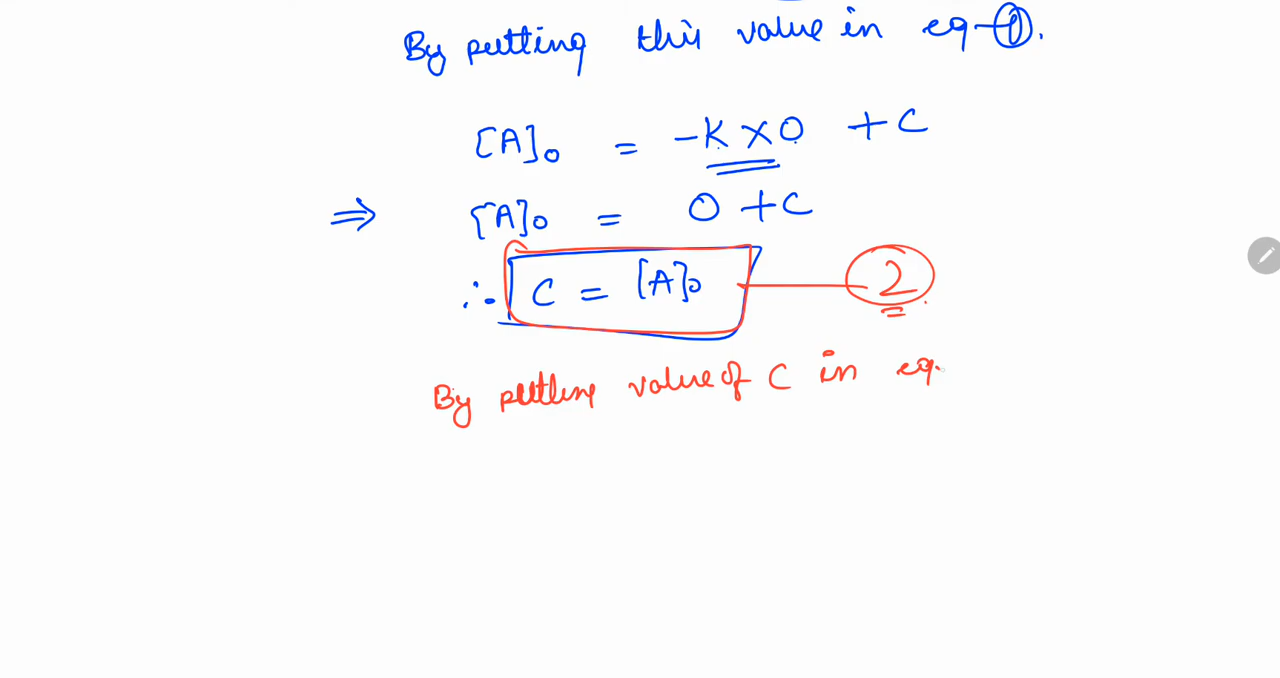 By putting this value in eq-①.
[A]₀ = -K×0 + C
⇒ [A]₀ = 0 + C
∴ C = [A]₀ — 2
By putting value of C in eq.